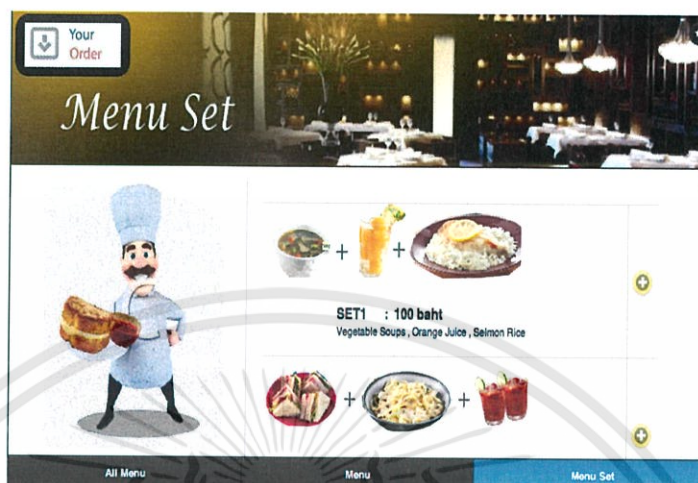 Your
Order
Menu Set
SET1 : 100 baht
Vegetable Soups , Orange Juice , Selmon Rice
All Menu
Menu
Menu Set